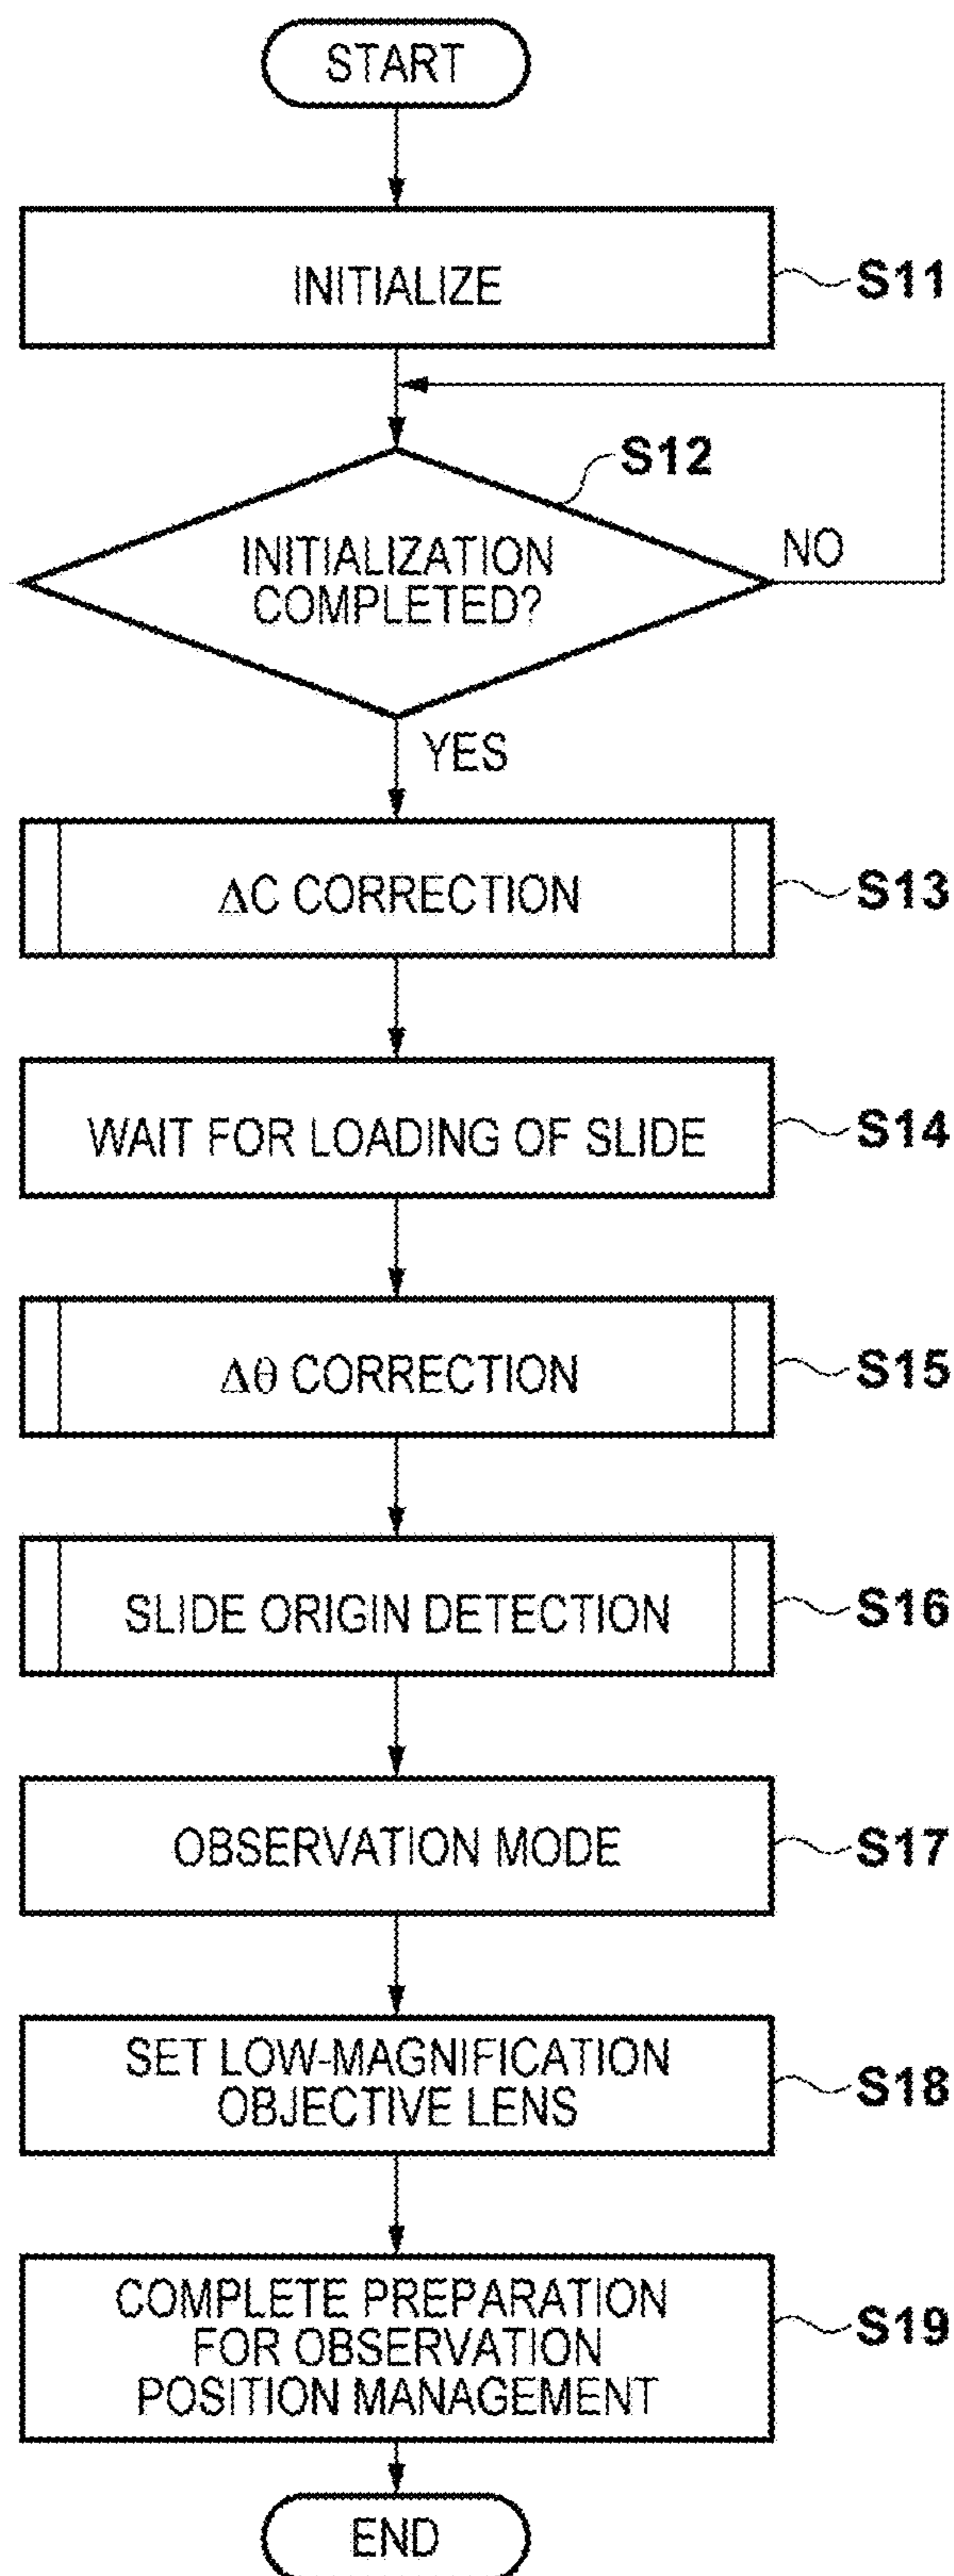 START
INITIALIZE
S11
S12
INITIALIZATION
COMPLETED?
NO
YES
ΔC CORRECTION
S13
WAIT FOR LOADING OF SLIDE
S14
Δθ CORRECTION
S15
SLIDE ORIGIN DETECTION
S16
OBSERVATION MODE
S17
SET LOW-MAGNIFICATION
OBJECTIVE LENS
S18
COMPLETE PREPARATION
FOR OBSERVATION
POSITION MANAGEMENT
S19
END